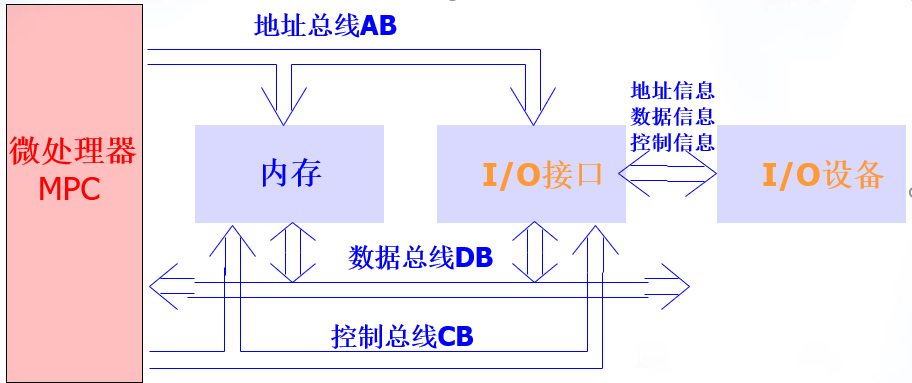 地址总线AB
地址信息
数据信息
控制信息
微处理器
MPC
内存
I/O接口
I/O设备
数据总线DB
控制总线CB